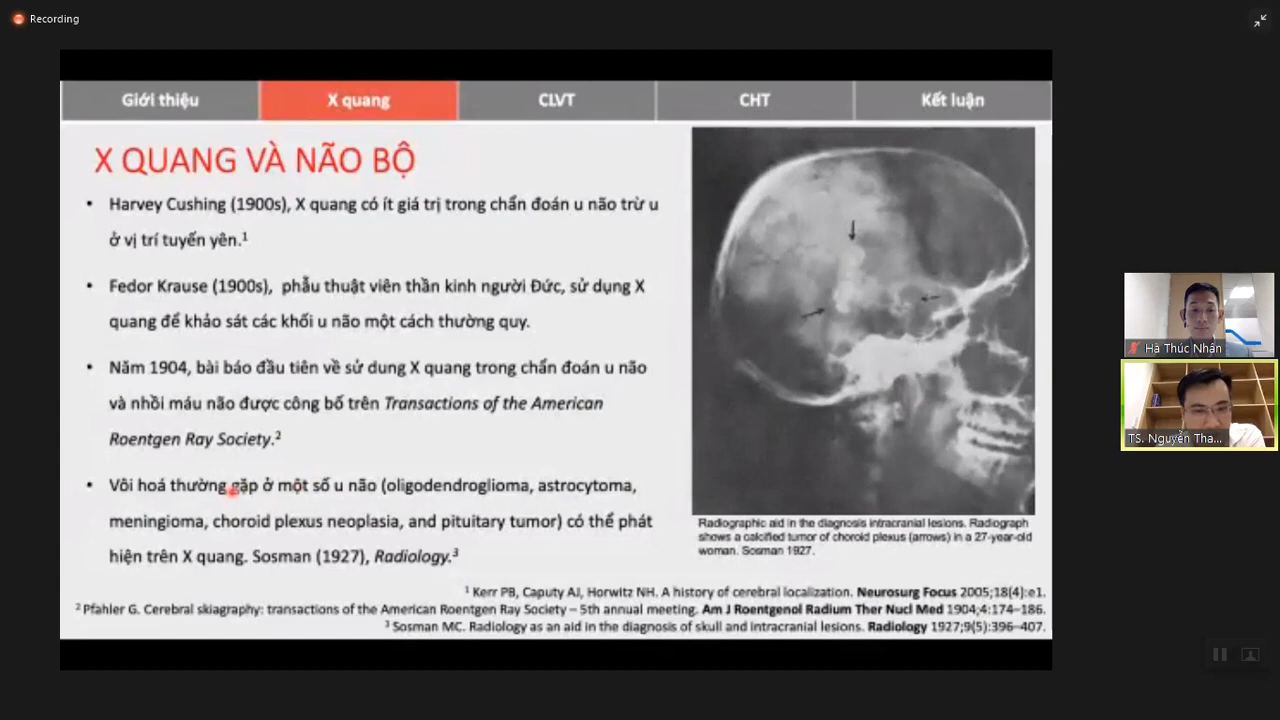 Recording
Giới thiệu
X quang
CLVT
CHT
Kết luận
X QUANG VÀ NÃO BỘ
• Harvey Cushing (1900s), X quang có ít giá trị trong chẩn đoán u não trừ u
ở vị trí tuyến yên.¹
• Fedor Krause (1900s), phẫu thuật viên thần kinh người Đức, sử dụng X
quang để khảo sát các khối u não một cách thường quy.
• Năm 1904, bài báo đầu tiên về sử dung X quang trong chẩn đoán u não
và nhồi máu não được công bố trên Transactions of the American
Roentgen Ray Society.²
• Vôi hoá thường gặp ở một số u não (oligodendroglioma, astrocytoma,
meningioma, choroid plexus neoplasia, and pituitary tumor) có thể phát
hiện trên X quang. Sosman (1927), Radiology.³
Radiographic aid in the diagnosis intracranial lesions. Radiograph
shows a calcified tumor of choroid plexus (arrows) in a 27-year-old
woman. Sosman 1927.
¹ Kerr PB, Caputy AJ, Horwitz NH. A history of cerebral localization. Neurosurg Focus 2005;18(4):e1.
² Pfahler G. Cerebral skiagraphy: transactions of the American Roentgen Ray Society – 5th annual meeting. Am J Roentgenol Radium Ther Nucl Med 1904;4:174–186.
³ Sosman MC. Radiology as an aid in the diagnosis of skull and intracranial lesions. Radiology 1927;9(5):396–407.
Hà Thúc Nhân
TS. Nguyễn Tha...